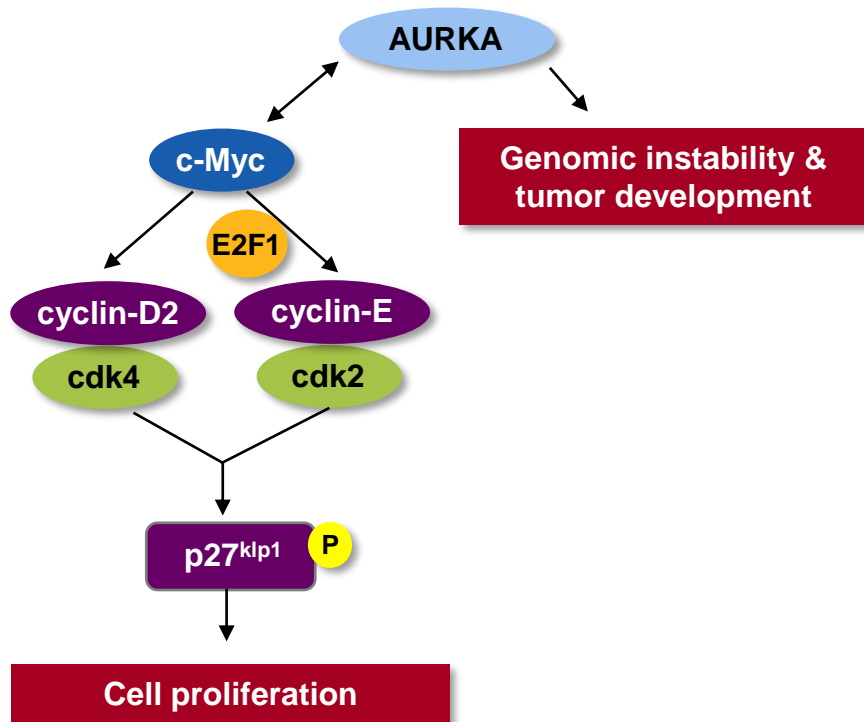 AURKA
c-Myc
Genomic instability &
tumor development
E2F1
cyclin-D2
cyclin-E
cdk4
cdk2
p27klp1
P
Cell proliferation